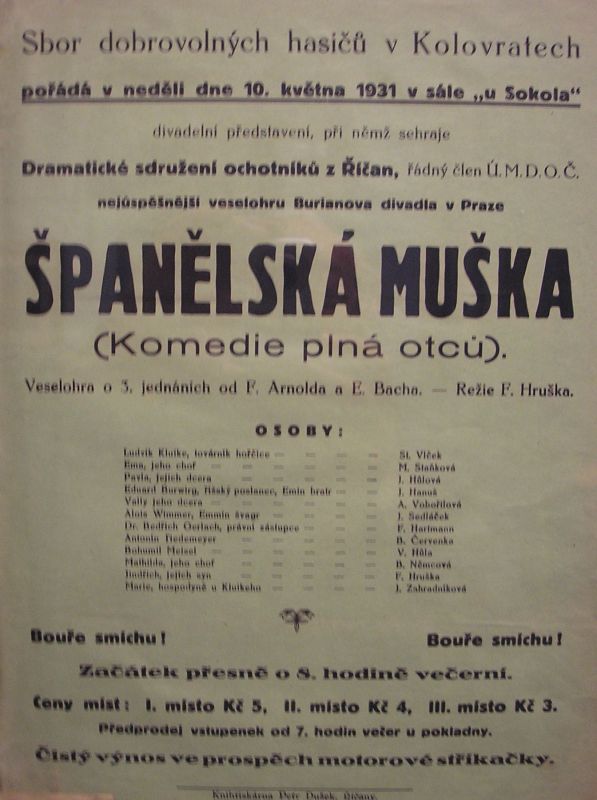 Sbor dobrovolných hasičů v Kolovratech
pořádá v neděli dne 10. května 1931 v sále „u Sokola“
divadelní představení, při němž sehraje
Dramatické sdružení ochotníků z Říčan, řádný člen Ú. M. D. O. Č.
nejúspěšnější veselohru Burianova divadla v Praze
ŠPANĚLSKÁ MUŠKA
(Komedie plná otců).
Veselohra o 3. jednáních od F. Arnolda a E. Bacha. — Režie F. Hruška.
OSOBY:
Ludvík Kluike, továrník hořčice — — — — St. Vlček
Ema, jeho choť — — — — — — M. Staňková
Pavla, jejich dcera — — — — — — J. Hůlová
Eduard Burwig, říšský poslanec, Emin bratr — — J. Hanuš
Vally jeho dcera — — — — — — A. Vobořilová
Alois Wimmer, Emmin švagr — — — — J. Sedláček
Dr. Bedřich Gerlach, právní zástupce — — — F. Hartmann
Antonín Tiedemeyer — — — — — B. Červenka
Bohumil Meisel — — — — — — V. Hůla
Mathilda, jeho choť — — — — — B. Němcová
Jindřich, jejich syn — — — — — F. Hruška
Marie, hospodyně u Kluikeho — — — — J. Zahradníková
Bouře smíchu! Bouře smíchu!
Začátek přesně o 8. hodině večerní.
Ceny míst: I. místo Kč 5, II. místo Kč 4, III. místo Kč 3.
Předprodej vstupenek od 7. hodin večer u pokladny.
Čistý výnos ve prospěch motorové stříkačky.
Knihtiskárna Petr Dušek, Říčany.